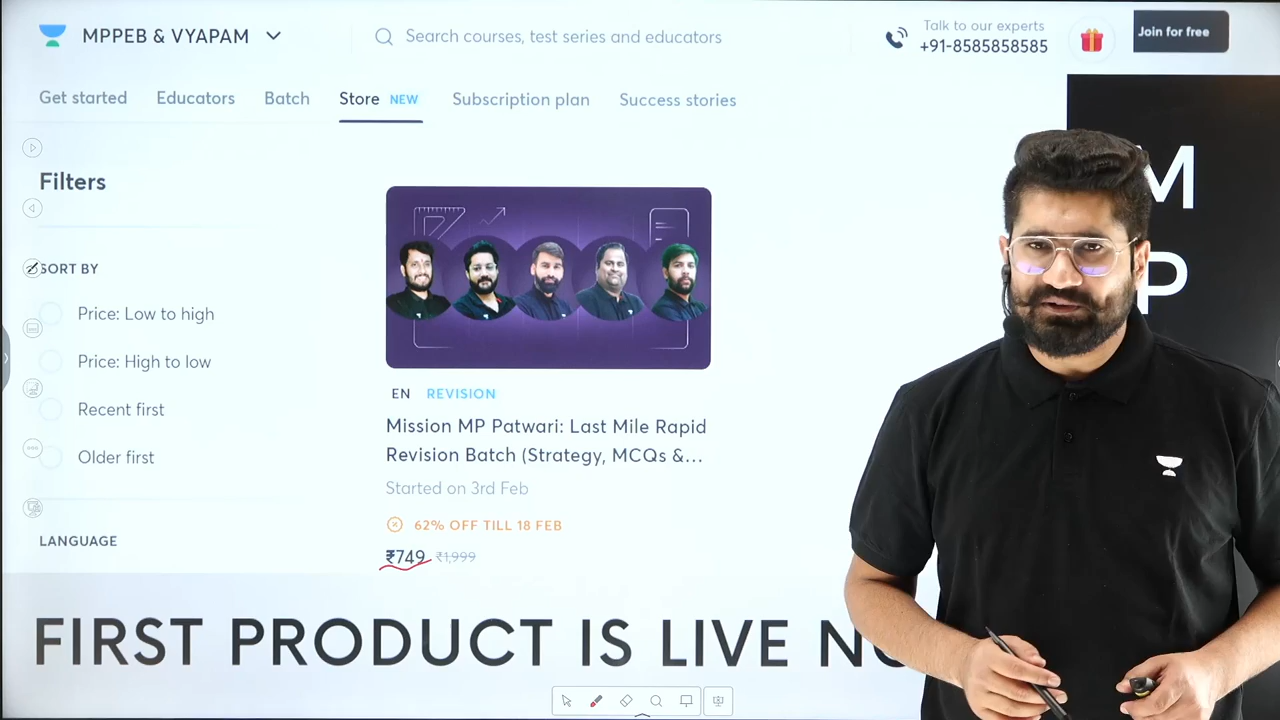 MPPEB & VYAPAM
Search courses, test series and educators
Talk to our experts
+91-8585858585
Join for free
Get started
Educators
Batch
Store NEW
Subscription plan
Success stories
Filters
SORT BY
Price: Low to high
Price: High to low
Recent first
Older first
LANGUAGE
EN REVISION
Mission MP Patwari: Last Mile Rapid
Revision Batch (Strategy, MCQs &...
Started on 3rd Feb
62% OFF TILL 18 FEB
₹749 ₹1,999
M
P
FIRST PRODUCT IS LIVE